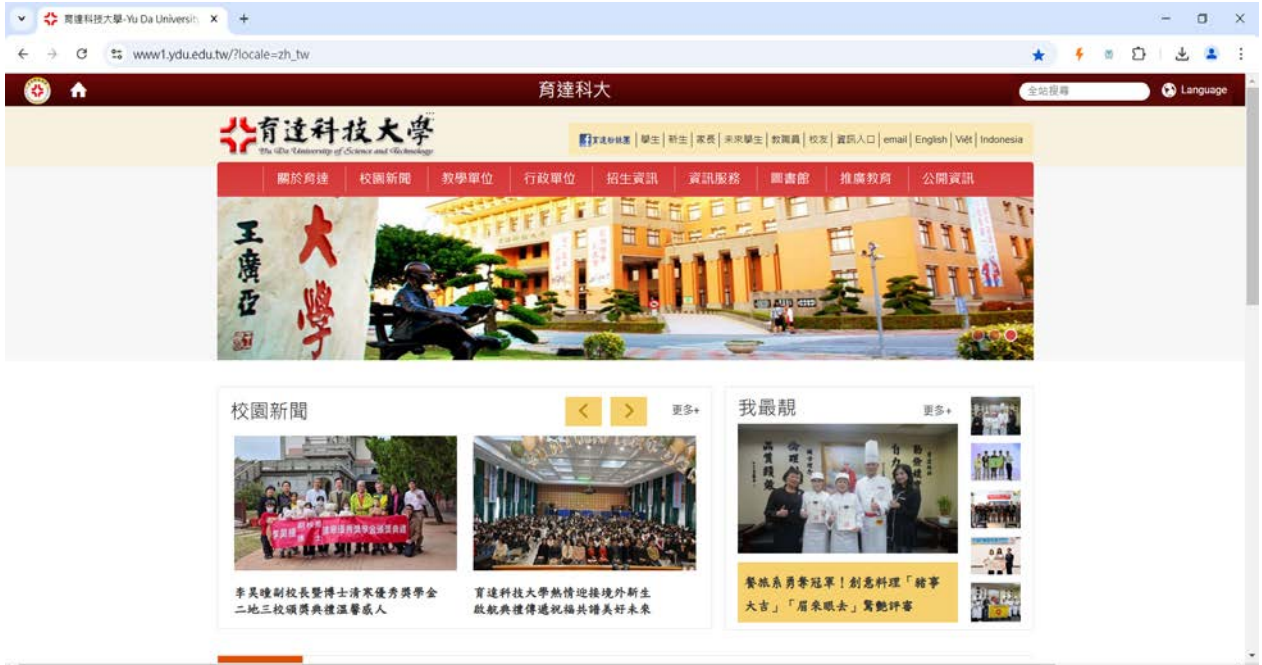 育達科技大學-Yu Da Universit
www1.ydu.edu.tw/?locale=zh_tw
育達科大
全站搜尋
Language
育達科技大學
Yu Da University of Science and Technology
育達粉絲團 | 學生 | 新生 | 家長 | 未來學生 | 教職員 | 校友 | 資訊入口 | email | English | Việt | Indonesia
關於育達 校園新聞 教學單位 行政單位 招生資訊 資訊服務 圖書館 推廣教育 公開資訊
大學
王廣亞
校園新聞
更多+
李昊曈副校長暨博士清寒優秀獎學金
二地三校頒獎典禮溫馨感人
育達科技大學熱情迎接境外新生
啟航典禮傳遞祝福共譜美好未來
我最靚
更多+
餐旅系勇奪冠軍！創意料理「豬事
大吉」「眉來眼去」驚艷評審